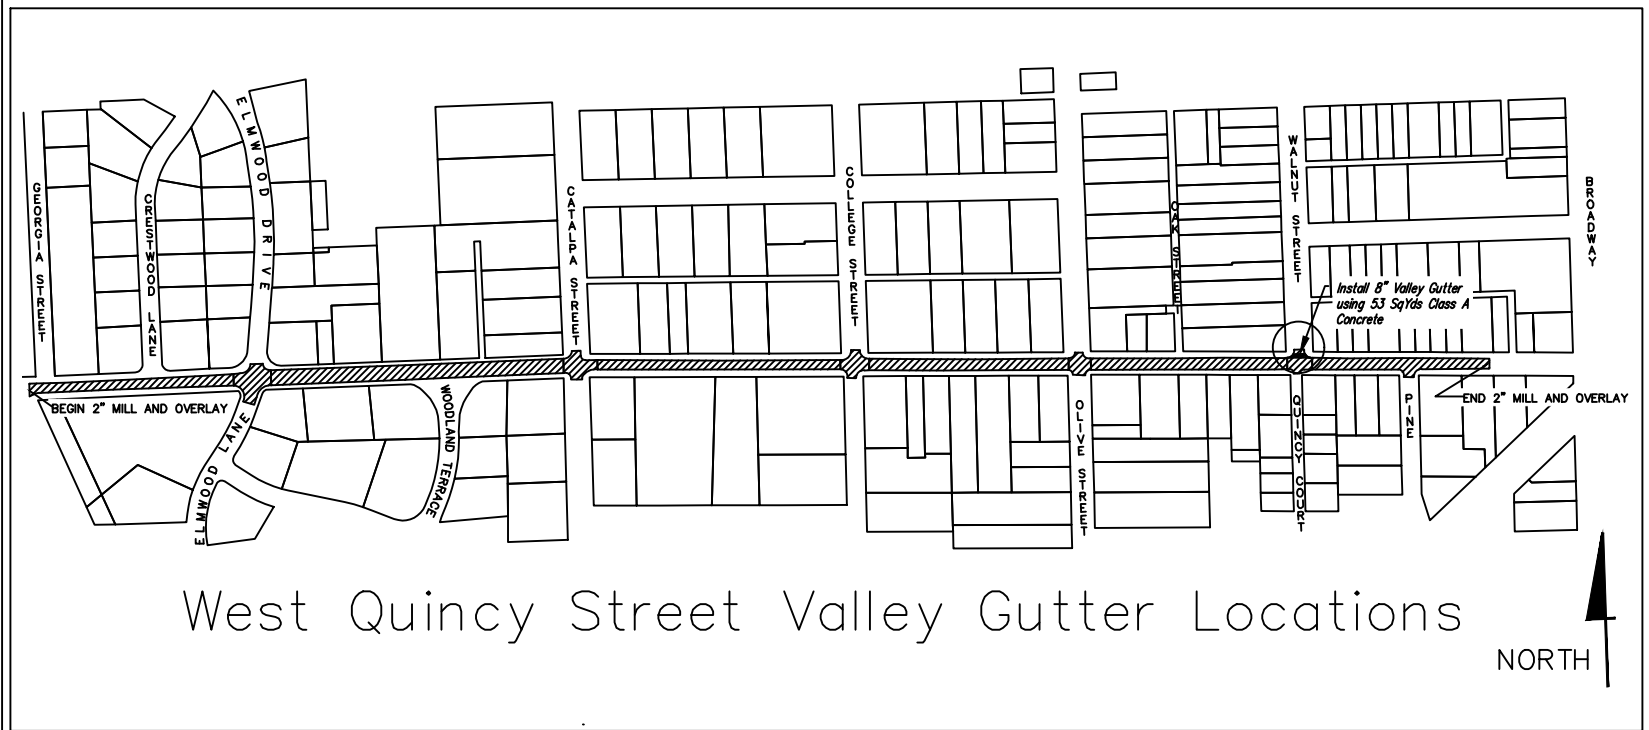 GEORGIA STREET
CRESTWOOD LANE
ELMWOOD DRIVE
CATALPA STREET
COLLEGE STREET
OAK STREET
WALNUT STREET
BROADWAY
Install 8" Valley Gutter
using 53 SqYds Class A
Concrete
BEGIN 2" MILL AND OVERLAY
END 2" MILL AND OVERLAY
ELMWOOD LANE
WOODLAND TERRACE
OLIVE STREET
QUINCY COURT
PINE
West Quincy Street Valley Gutter Locations
NORTH